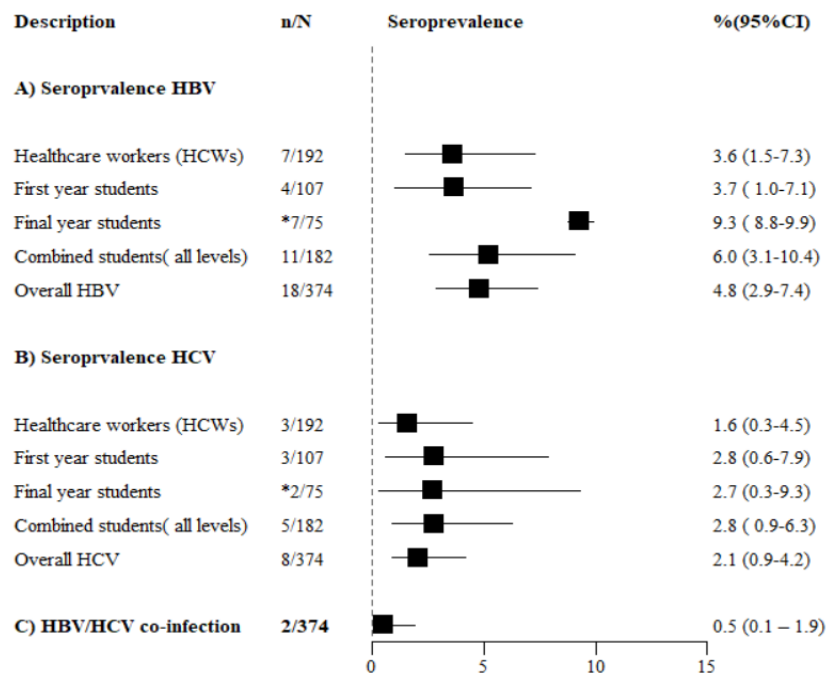 Description n/N Seroprevalence %(95%CI)
A) Seroprvalence HBV
Healthcare workers (HCWs) 7/192 3.6 (1.5-7.3)
First year students 4/107 3.7 ( 1.0-7.1)
Final year students *7/75 9.3 ( 8.8-9.9)
Combined students( all levels) 11/182 6.0 (3.1-10.4)
Overall HBV 18/374 4.8 (2.9-7.4)
B) Seroprvalence HCV
Healthcare workers (HCWs) 3/192 1.6 (0.3-4.5)
First year students 3/107 2.8 (0.6-7.9)
Final year students *2/75 2.7 (0.3-9.3)
Combined students( all levels) 5/182 2.8 ( 0.9-6.3)
Overall HCV 8/374 2.1 (0.9-4.2)
C) HBV/HCV co-infection 2/374 0.5 (0.1 – 1.9)
0 5 10 15